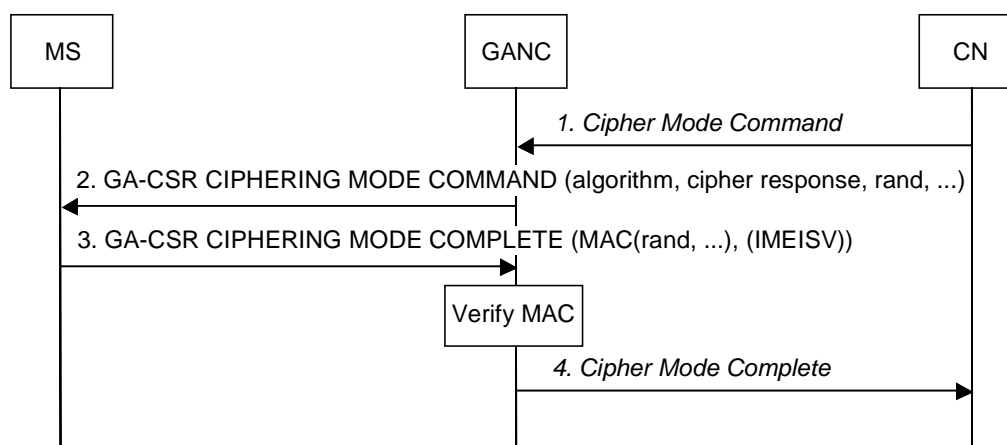 MS
GANC
CN
1. Cipher Mode Command
2. GA-CSR CIPHERING MODE COMMAND (algorithm, cipher response, rand, ...)
3. GA-CSR CIPHERING MODE COMPLETE (MAC(rand, ...), (IMEISV))
Verify MAC
4. Cipher Mode Complete